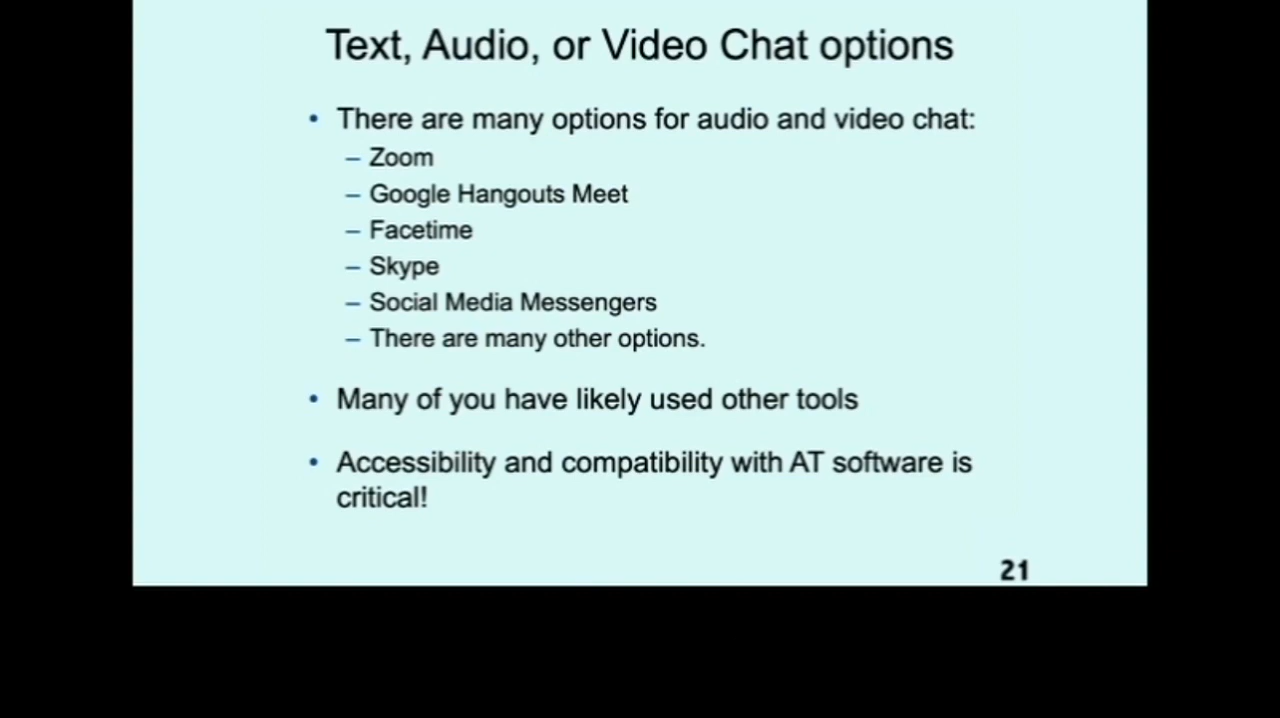 Text, Audio, or Video Chat options
• There are many options for audio and video chat:
– Zoom
– Google Hangouts Meet
– Facetime
– Skype
– Social Media Messengers
– There are many other options.
• Many of you have likely used other tools
• Accessibility and compatibility with AT software is
critical!
21